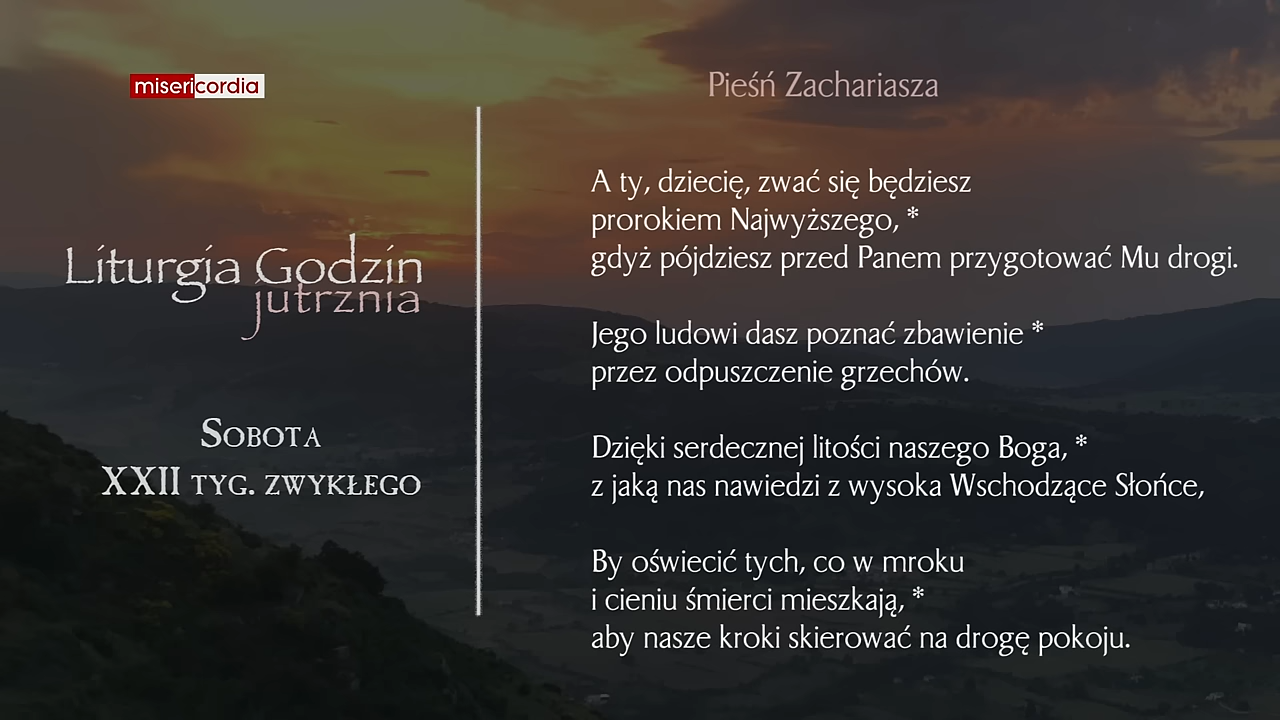 misericordia
Liturgia Godzin
jutrznia
Sobota
XXII tyg. zwykłego
Pieśń Zachariasza
A ty, dziecię, zwać się będziesz
prorokiem Najwyższego, *
gdyż pójdziesz przed Panem przygotować Mu drogi.
Jego ludowi dasz poznać zbawienie *
przez odpuszczenie grzechów.
Dzięki serdecznej litości naszego Boga, *
z jaką nas nawiedzi z wysoka Wschodzące Słońce,
By oświecić tych, co w mroku
i cieniu śmierci mieszkają, *
aby nasze kroki skierować na drogę pokoju.